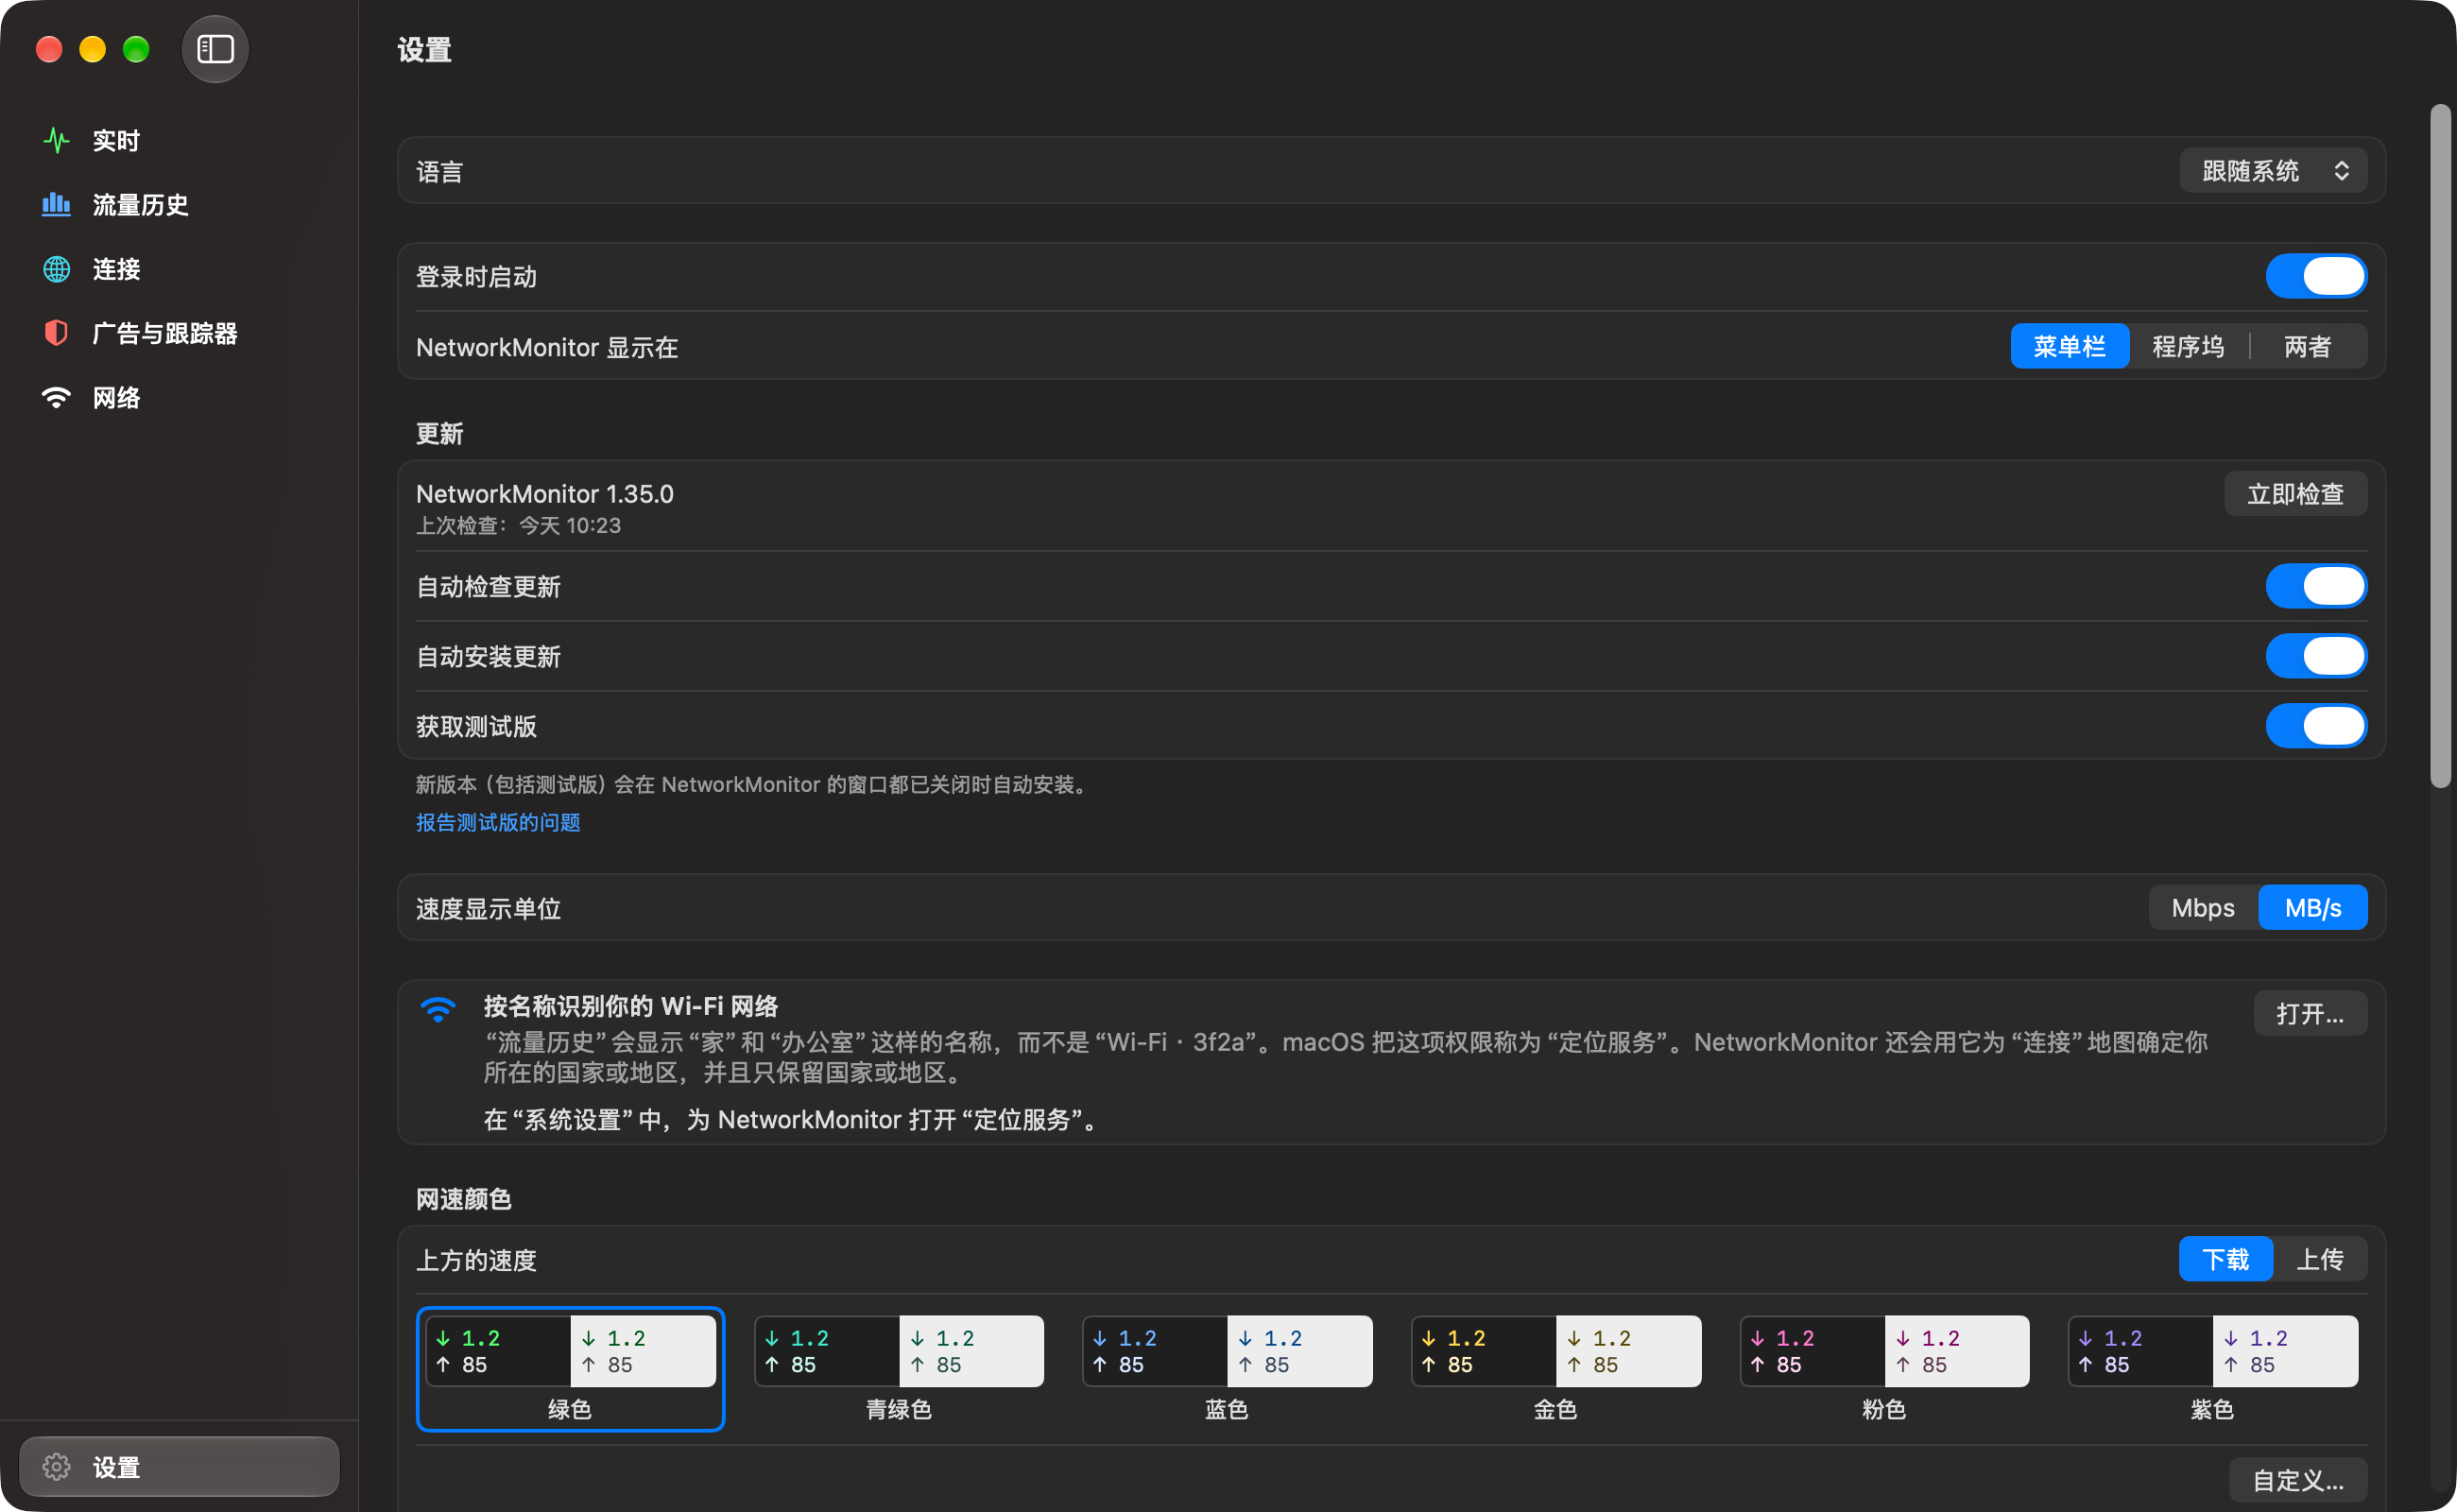 设置
实时
流量历史
连接
广告与跟踪器
网络
设置
语言
跟随系统
登录时启动
NetworkMonitor 显示在
菜单栏
程序坞
两者
更新
NetworkMonitor 1.35.0
上次检查：今天 10:23
立即检查
自动检查更新
自动安装更新
获取测试版
新版本（包括测试版）会在 NetworkMonitor 的窗口都已关闭时自动安装。
报告测试版的问题
速度显示单位
Mbps
MB/s
按名称识别你的 Wi-Fi 网络
“流量历史”会显示“家”和“办公室”这样的名称，而不是“Wi-Fi · 3f2a”。macOS 把这项权限称为“定位服务”。NetworkMonitor 还会用它为“连接”地图确定你
所在的国家或地区，并且只保留国家或地区。
在“系统设置”中，为 NetworkMonitor 打开“定位服务”。
打开...
网速颜色
上方的速度
下载
上传
↓ 1.2 ↓ 1.2
↑ 85 ↑ 85
绿色
↓ 1.2 ↓ 1.2
↑ 85 ↑ 85
青绿色
↓ 1.2 ↓ 1.2
↑ 85 ↑ 85
蓝色
↓ 1.2 ↓ 1.2
↑ 85 ↑ 85
金色
↓ 1.2 ↓ 1.2
↑ 85 ↑ 85
粉色
↓ 1.2 ↓ 1.2
↑ 85 ↑ 85
紫色
自定义...